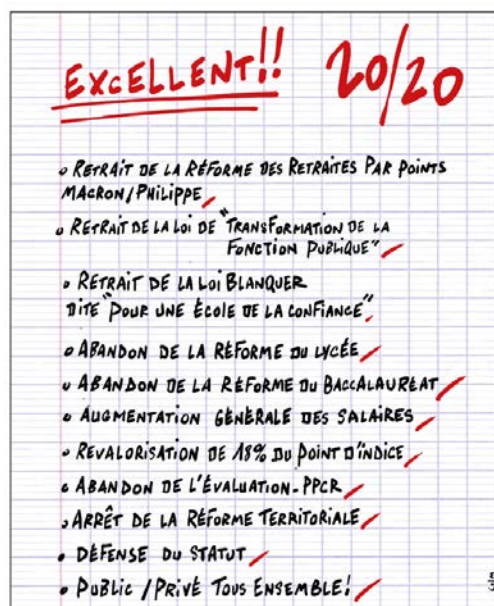 EXCELLENT!! 20/20
• RETRAIT DE LA RÉFORME DES RETRAITES PAR POINTS
MACRON/PHILIPPE
• RETRAIT DE LA LOI DE "TRANSFORMATION DE LA
FONCTION PUBLIQUE"
• RETRAIT DE LA LOI BLANQUER
DITE "POUR UNE ÉCOLE DE LA CONFIANCE"
• ABANDON DE LA RÉFORME DU LYCÉE
• ABANDON DE LA RÉFORME DU BACCALAURÉAT
• AUGMENTATION GÉNÉRALE DES SALAIRES
• REVALORISATION DE 18% DU POINT D'INDICE
• ABANDON DE L'ÉVALUATION-PPCR
• ARRÊT DE LA RÉFORME TERRITORIALE
• DÉFENSE DU STATUT
• PUBLIC / PRIVÉ TOUS ENSEMBLE!